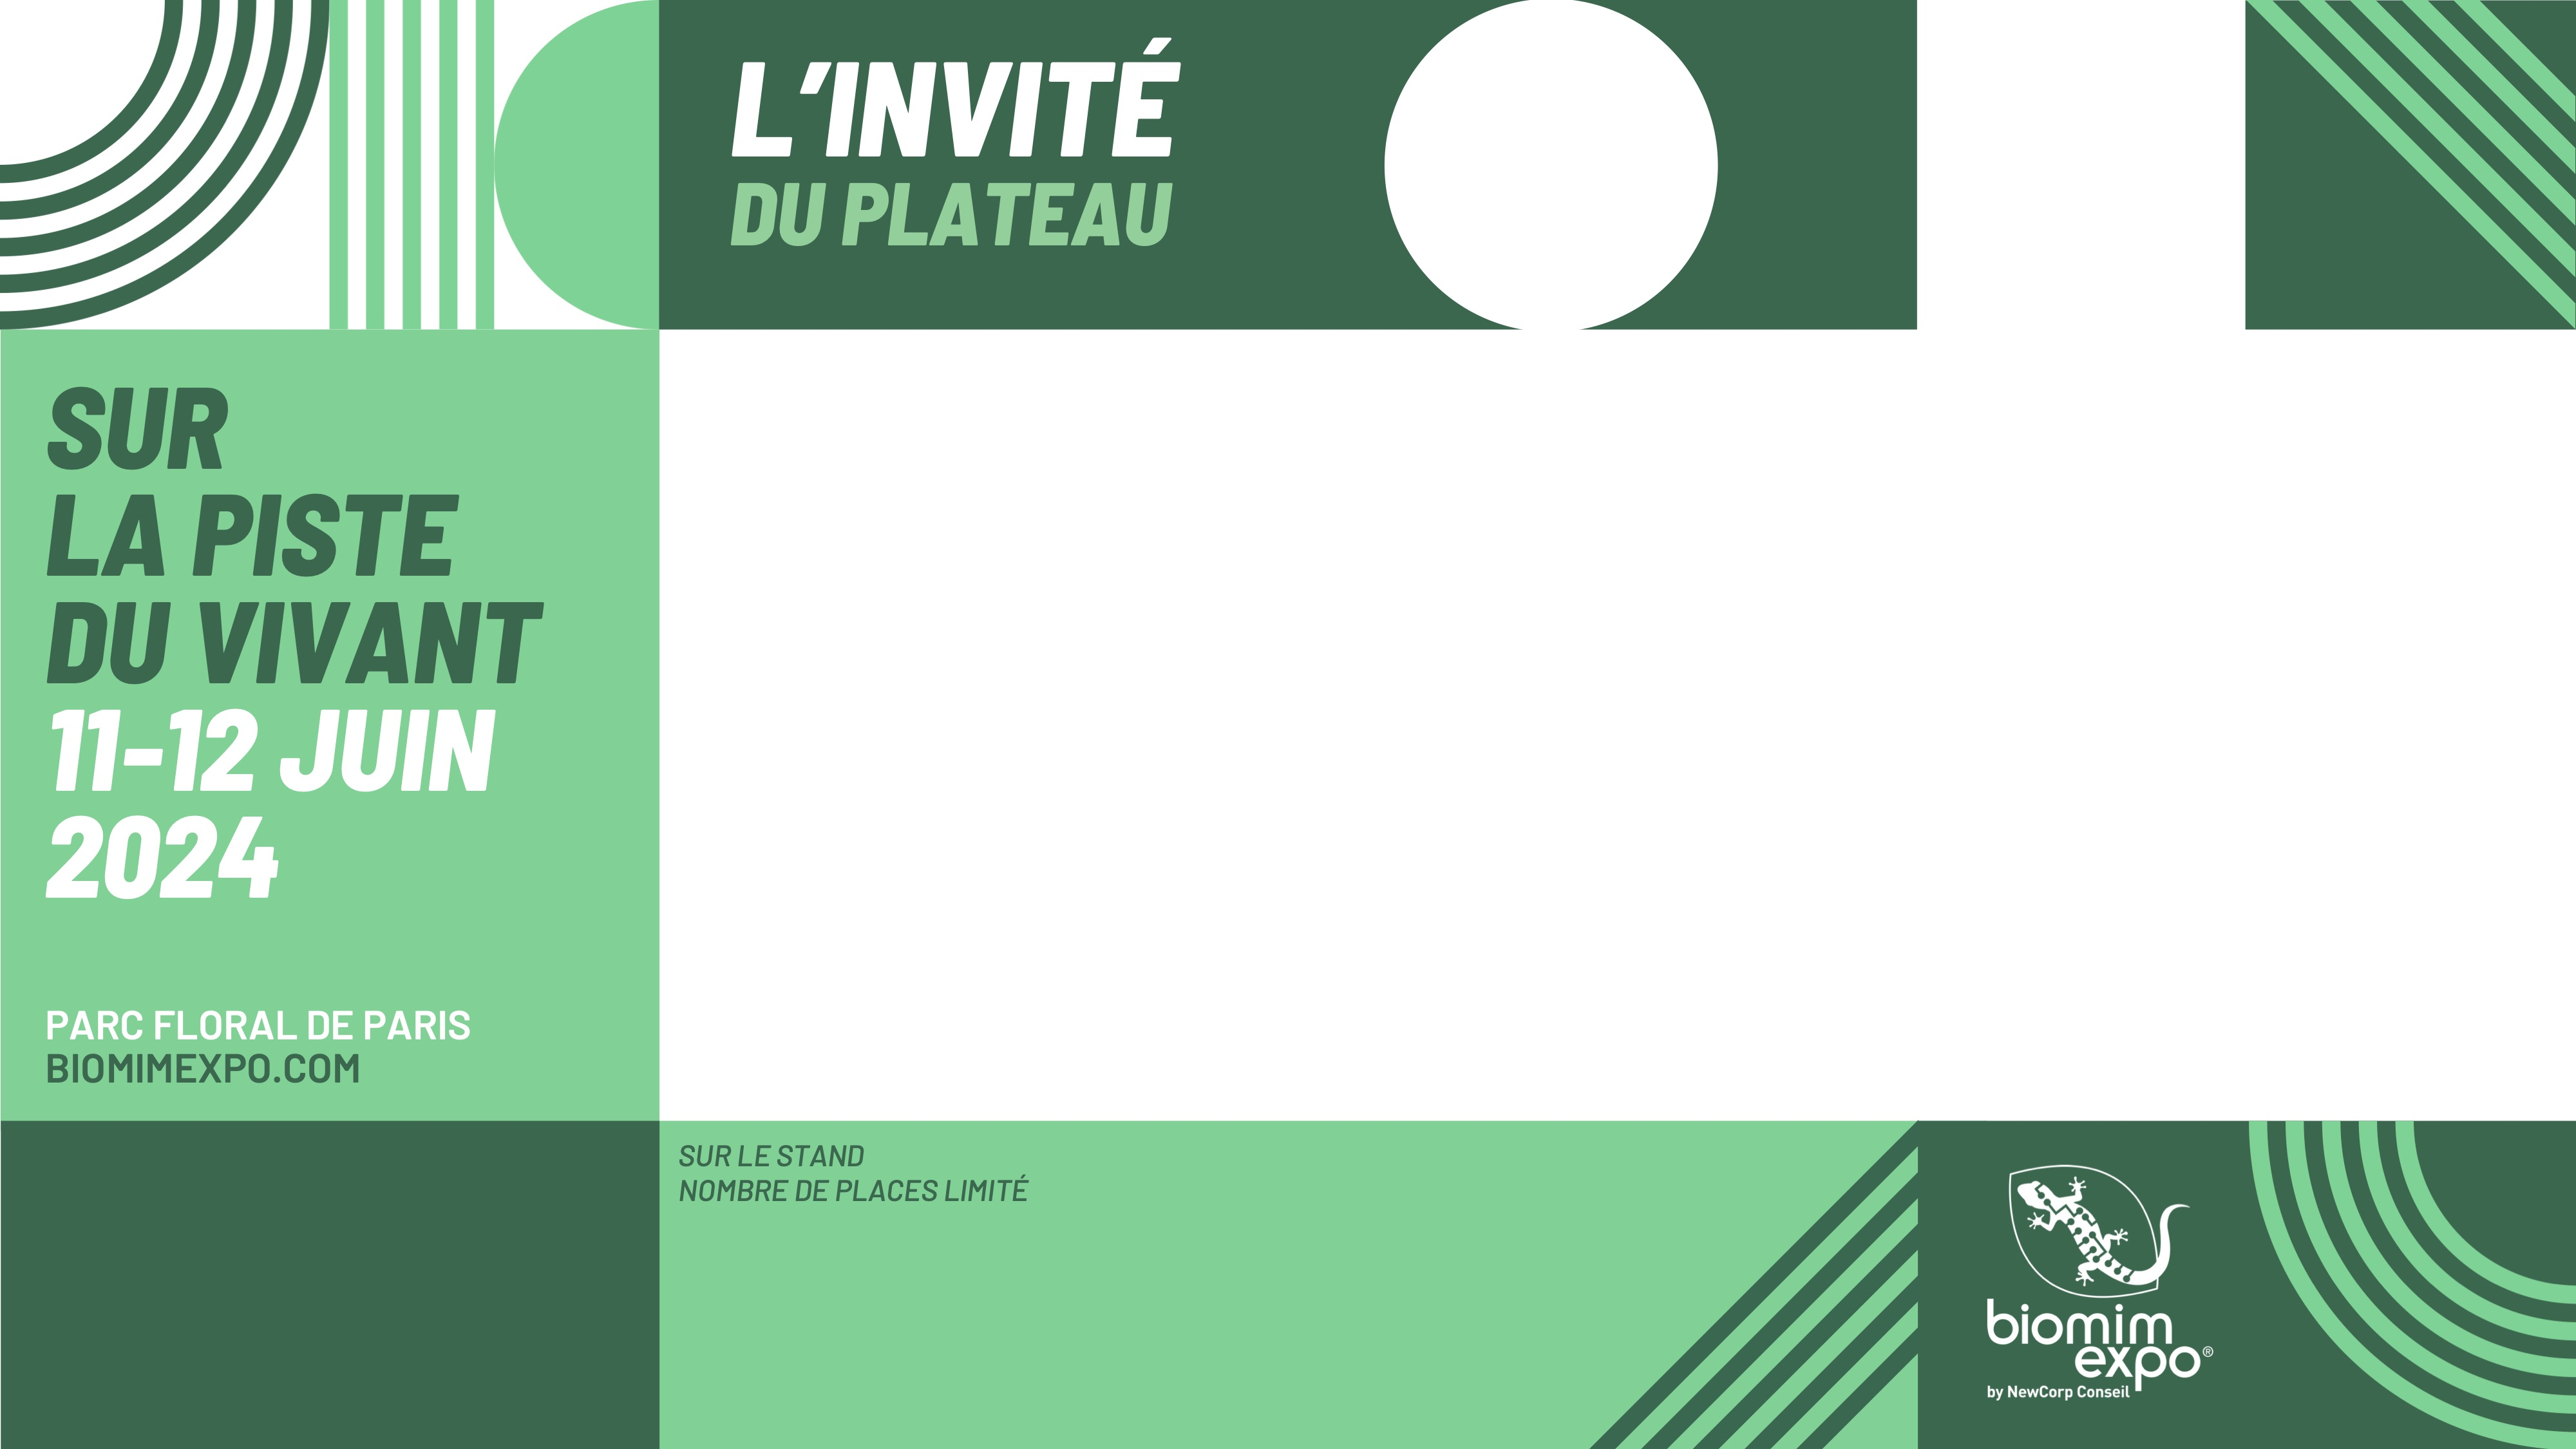 L'INVITÉ
DU PLATEAU
SUR
LA PISTE
DU VIVANT
11-12 JUIN
2024
PARC FLORAL DE PARIS
BIOMIMEXPO.COM
SUR LE STAND
NOMBRE DE PLACES LIMITÉ
biomim
expo®
by NewCorp Conseil